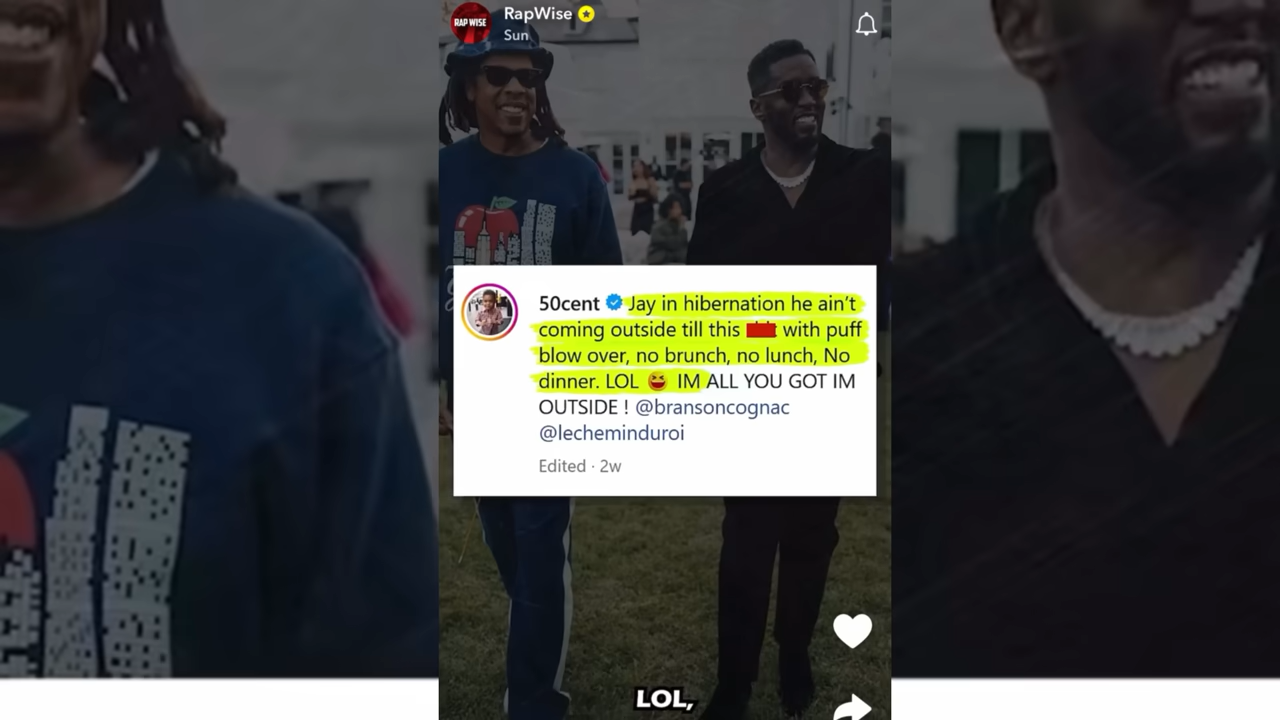 RAP WISE
RapWise
Sun
50cent Jay in hibernation he ain't
coming outside till this with puff
blow over, no brunch, no lunch, No
dinner. LOL 😆 IM ALL YOU GOT IM
OUTSIDE ! @bransoncognac
@lecheminduroi
Edited · 2w
LOL,